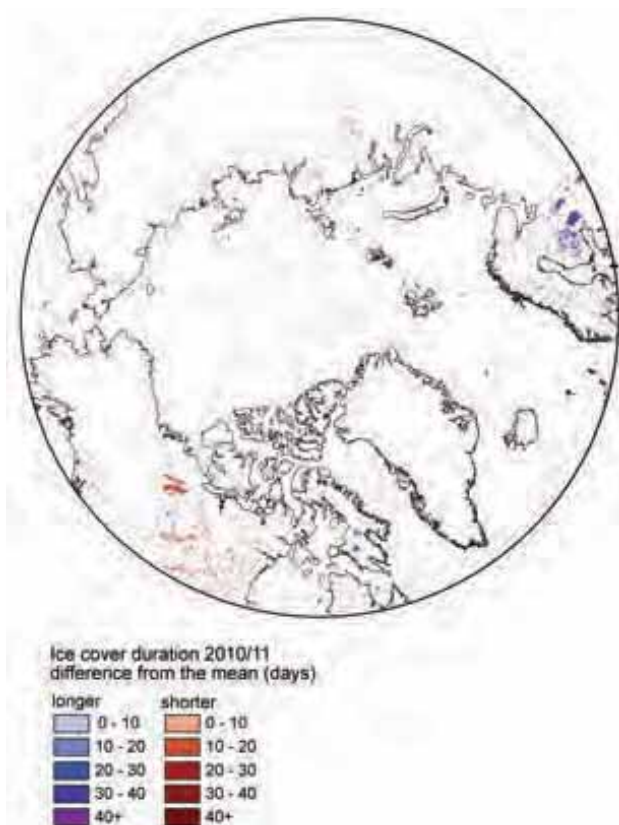 Ice cover duration 2010/11
difference from the mean (days)
longer shorter
0 - 10 0 - 10
10 - 20 10 - 20
20 - 30 20 - 30
30 - 40 30 - 40
40+ 40+